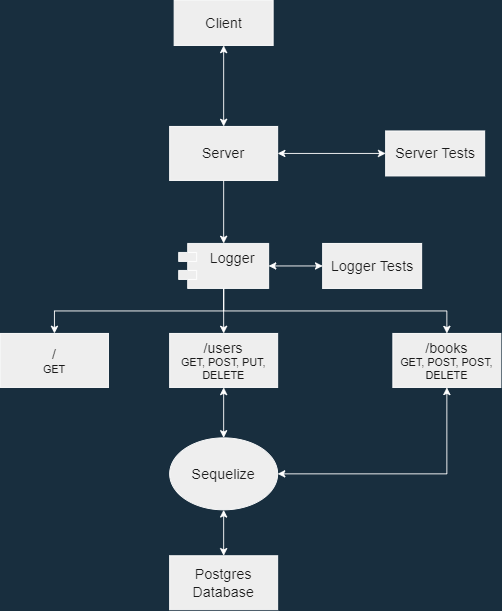 Client
Server
Server Tests
Logger
Logger Tests
/
GET
/users
GET, POST, PUT,
DELETE
/books
GET, POST, POST,
DELETE
Sequelize
Postgres
Database